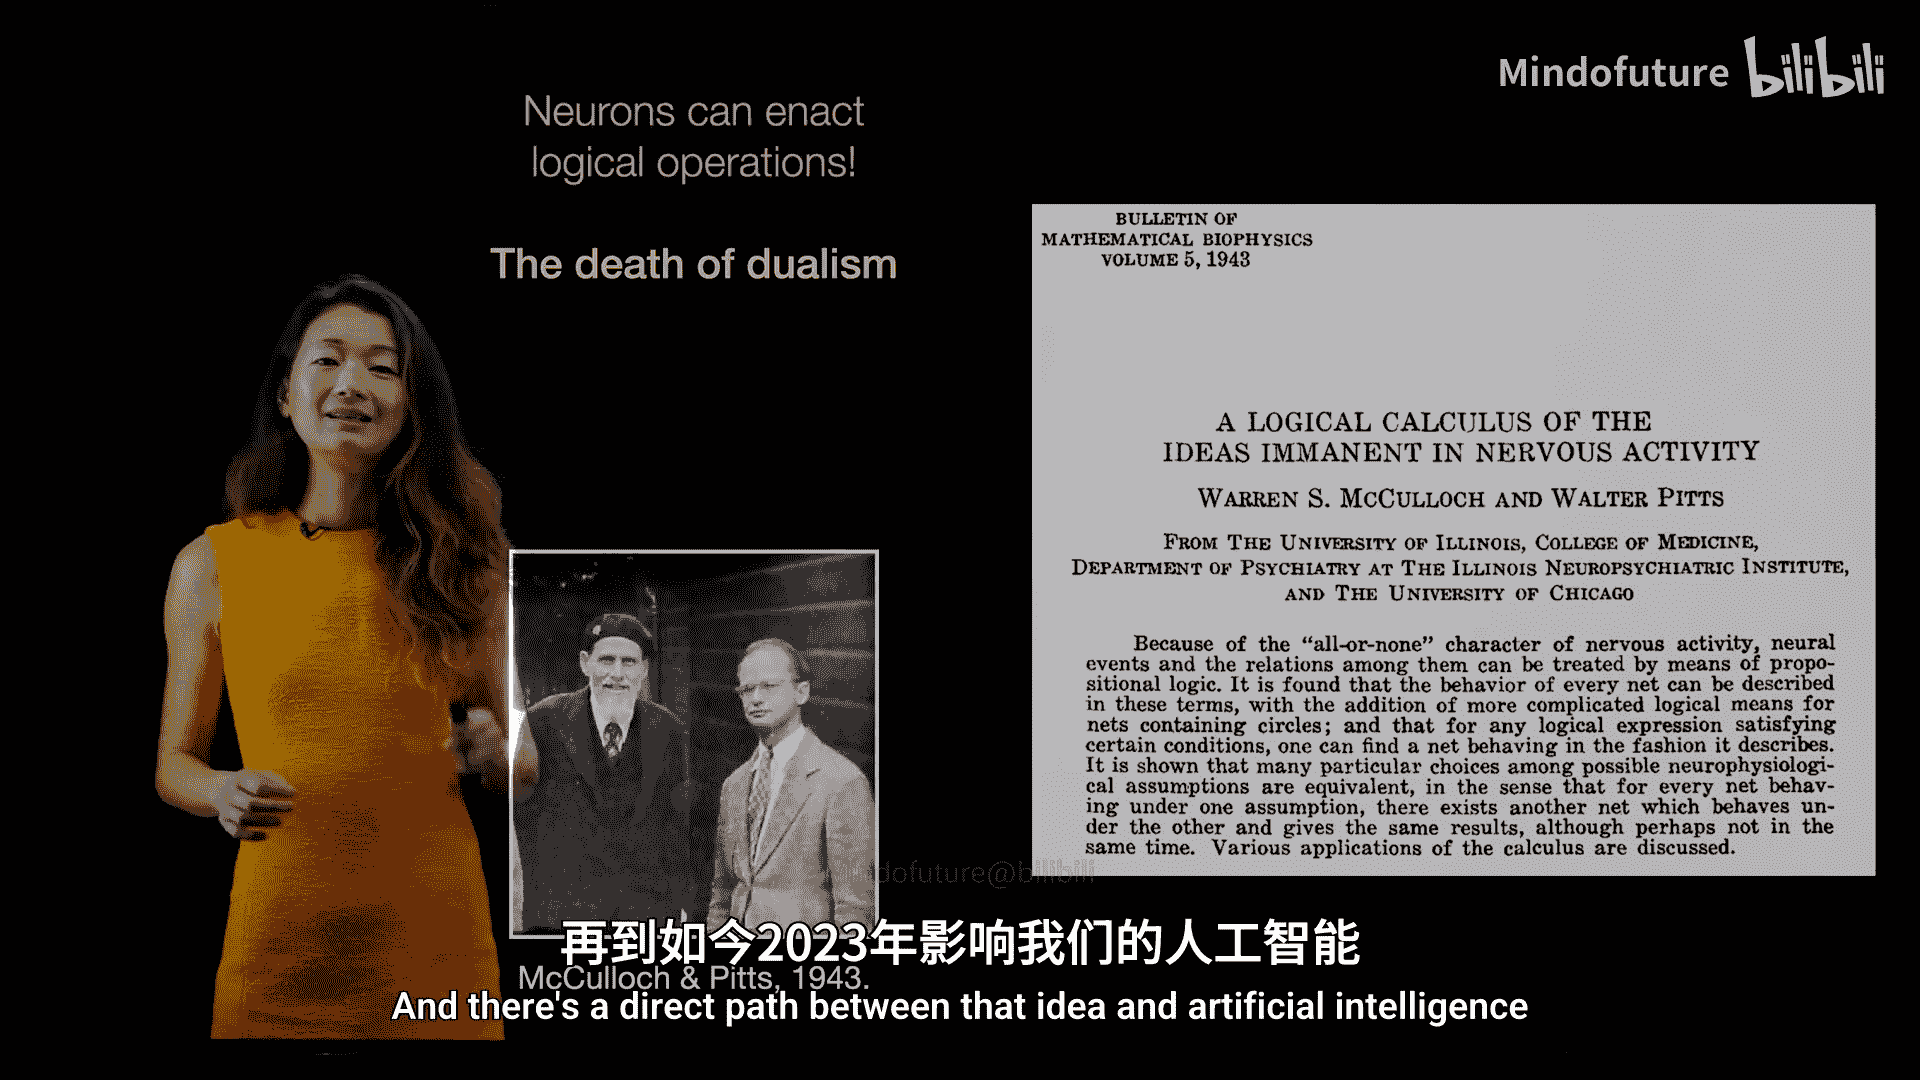 Mindofuture bilibili
Neurons can enact
logical operations!
The death of dualism
BULLETIN OF
MATHEMATICAL BIOPHYSICS
VOLUME 5, 1943
A LOGICAL CALCULUS OF THE
IDEAS IMMANENT IN NERVOUS ACTIVITY
WARREN S. MCCULLOCH AND WALTER PITTS
FROM THE UNIVERSITY OF ILLINOIS, COLLEGE OF MEDICINE,
DEPARTMENT OF PSYCHIATRY AT THE ILLINOIS NEUROPSYCHIATRIC INSTITUTE,
AND THE UNIVERSITY OF CHICAGO
Because of the “all-or-none” character of nervous activity, neural
events and the relations among them can be treated by means of propo-
sitional logic. It is found that the behavior of every net can be described
in these terms, with the addition of more complicated logical means for
nets containing circles; and that for any logical expression satisfying
certain conditions, one can find a net behaving in the fashion it describes.
It is shown that many particular choices among possible neurophysiologi-
cal assumptions are equivalent, in the sense that for every net behav-
ing under one assumption, there exists another net which behaves un-
der the other and gives the same results, although perhaps not in the
same time. Various applications of the calculus are discussed.
再到如今2023年影响我们的人工智能
McCulloch & Pitts, 1943.
And there's a direct path between that idea and artificial intelligence